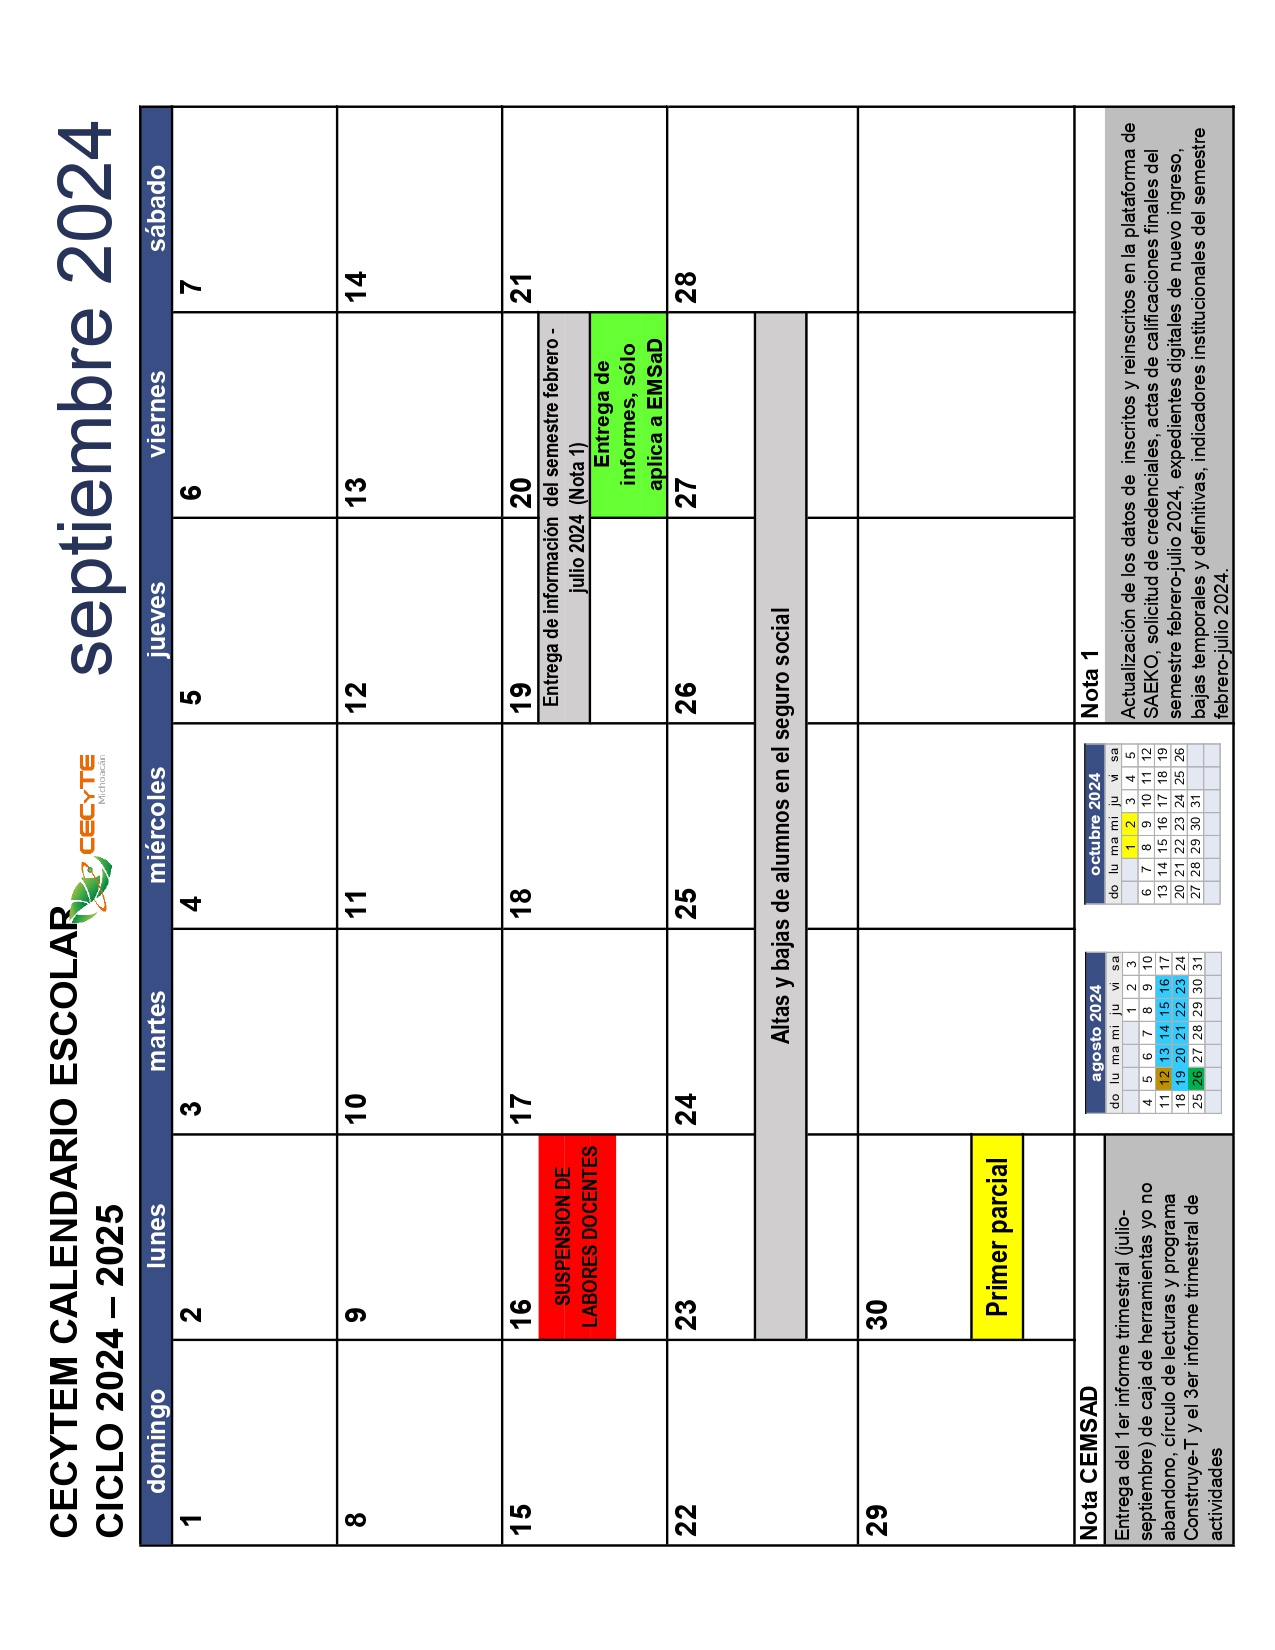 CECYTEM CALENDARIO ESCOLAR
CICLO 2024 – 2025
CECyTE
Michoacán
septiembre 2024
domingo lunes martes miércoles jueves viernes sábado
1 2 3 4 5 6 7
8 9 10 11 12 13 14
15 16 17 18 19 20 21
SUSPENSION DE
LABORES DOCENTES
Entrega de información  del semestre febrero -
julio 2024  (Nota 1)
Entrega de
informes, sólo
aplica a EMSaD
22 23 24 25 26 27 28
Altas y bajas de alumnos en el seguro social
29 30
Primer parcial
Nota CEMSAD
Entrega del 1er informe trimestral (julio-
septiembre) de caja de herramientas yo no
abandono, círculo de lecturas y programa
Construye-T y el 3er informe trimestral de
actividades
agosto 2024
do lu ma mi ju vi sa
1 2 3
4 5 6 7 8 9 10
11 12 13 14 15 16 17
18 19 20 21 22 23 24
25 26 27 28 29 30 31
octubre 2024
do lu ma mi ju vi sa
1 2 3 4 5
6 7 8 9 10 11 12
13 14 15 16 17 18 19
20 21 22 23 24 25 26
27 28 29 30 31
Nota 1
Actualización de los datos de  inscritos y reinscritos en la plataforma de
SAEKO, solicitud de credenciales, actas de calificaciones finales del
semestre febrero-julio 2024, expedientes digitales de nuevo ingreso,
bajas temporales y definitivas, indicadores institucionales del semestre
febrero-julio 2024.